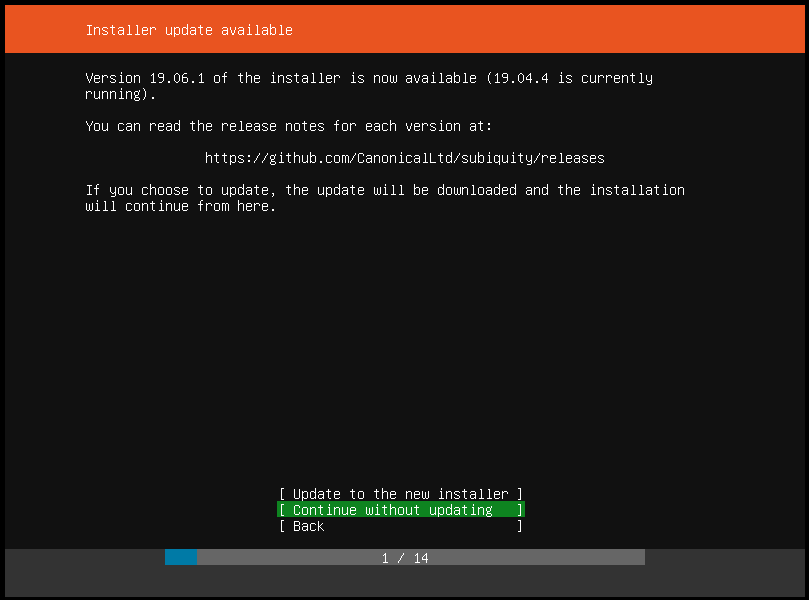 Installer update available
Version 19.06.1 of the installer is now available (19.04.4 is currently
running).
You can read the release notes for each version at:
https://github.com/CanonicalLtd/subiquity/releases
If you choose to update, the update will be downloaded and the installation
will continue from here.
[ Update to the new installer ]
[ Continue without updating   ]
[ Back                        ]
1 / 14